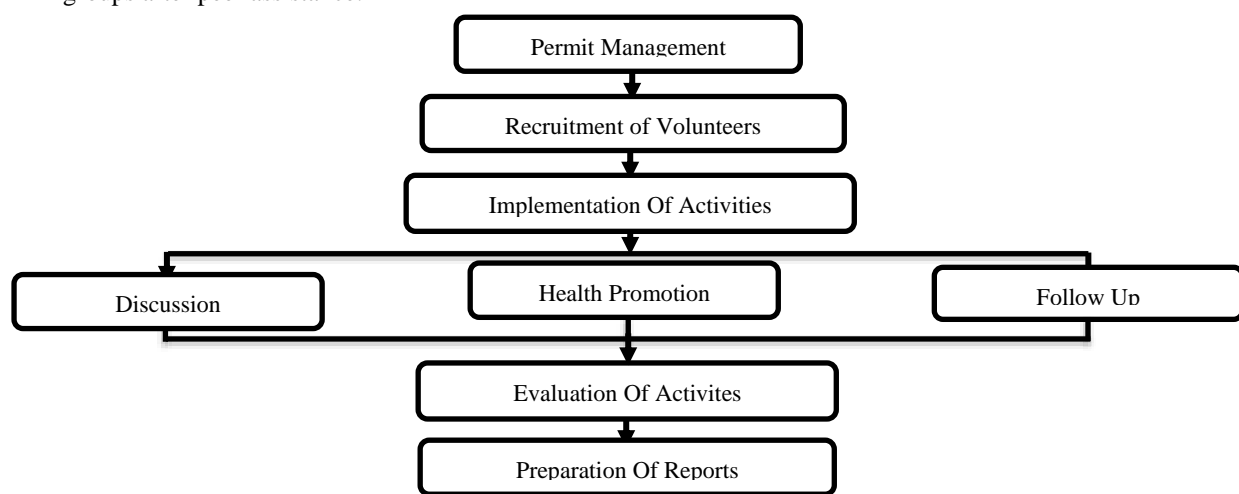 Permit Management
Recruitment of Volunteers
Implementation Of Activities
Discussion
Health Promotion
Follow Up
Evaluation Of Activites
Preparation Of Reports